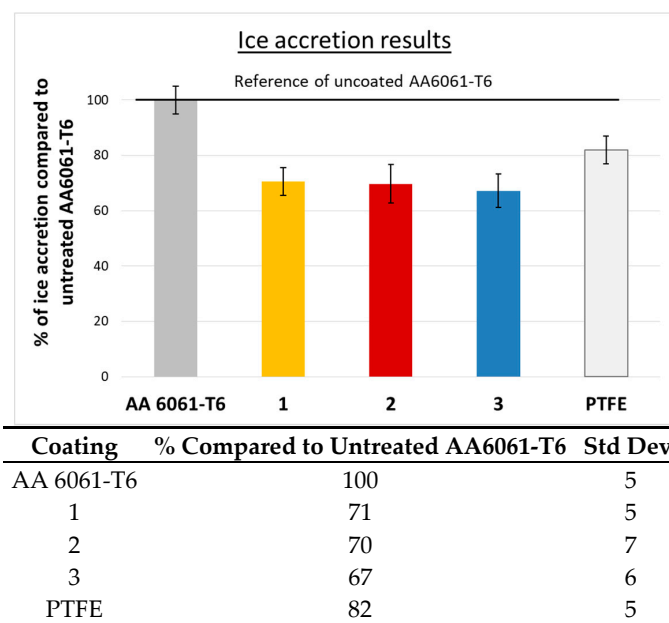 Ice accretion results
Reference of uncoated AA6061-T6
% of ice accretion compared to
untreated AA6061-T6
100
80
60
40
20
0
AA 6061-T6 1 2 3 PTFE
Coating % Compared to Untreated AA6061-T6 Std Dev
AA 6061-T6 100 5
1 71 5
2 70 7
3 67 6
PTFE 82 5